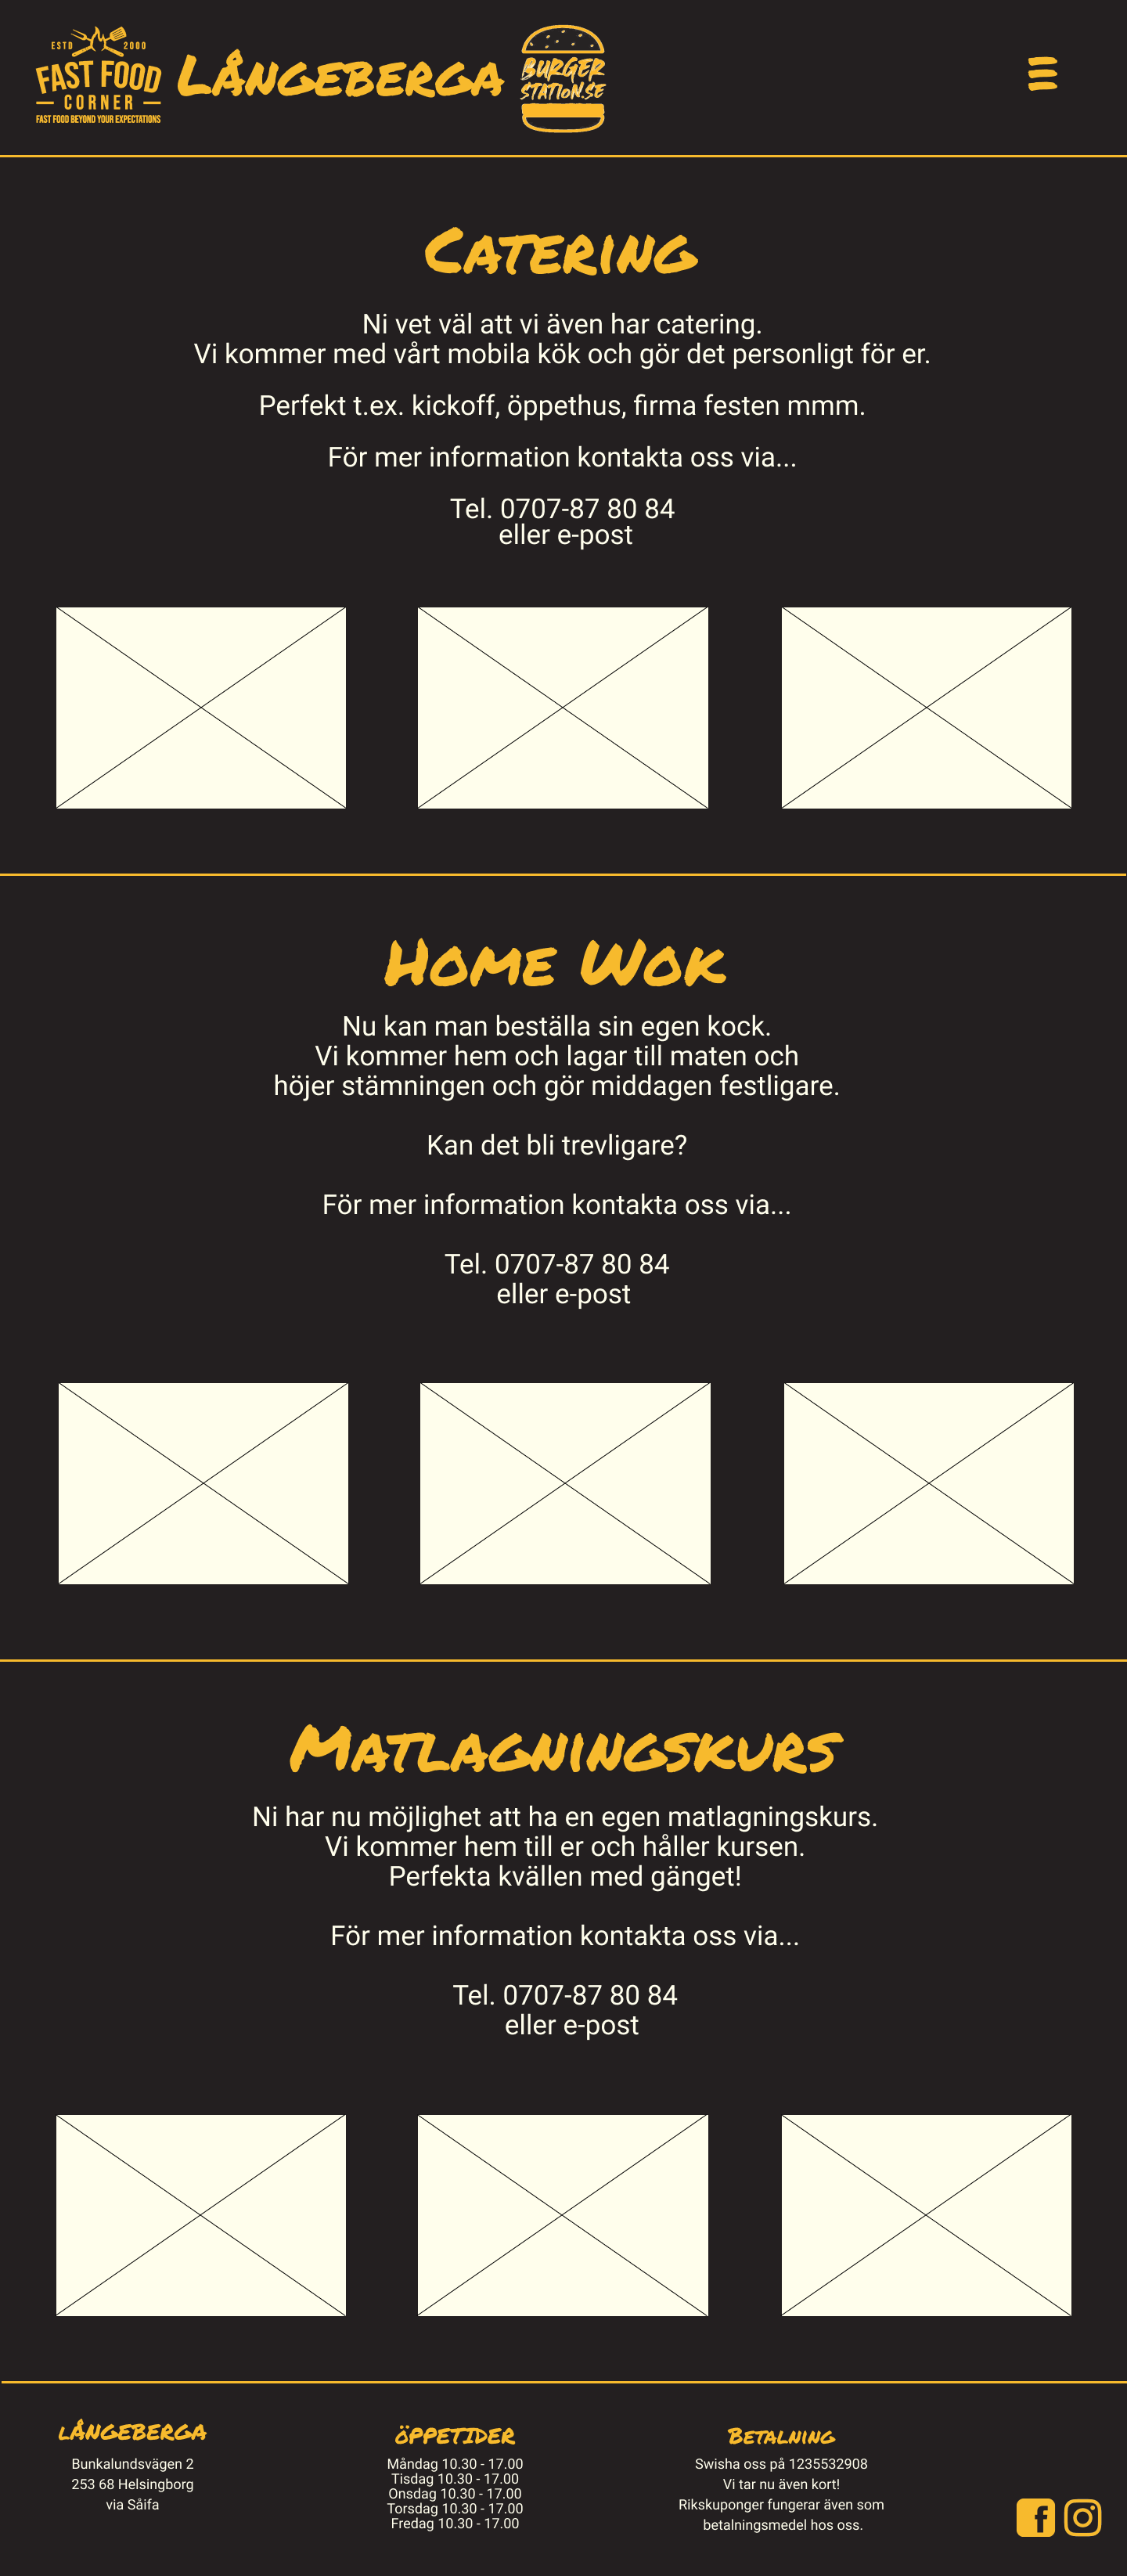 ESTD 2000
FAST FOOD
CORNER
FAST FOOD BEYOND YOUR EXPECTATIONS
LÅNGEBERGA
BURGER
STATION.SE
CATERING
Ni vet väl att vi även har catering.
Vi kommer med vårt mobila kök och gör det personligt för er.
Perfekt t.ex. kickoff, öppethus, firma festen mmm.
För mer information kontakta oss via...
Tel. 0707-87 80 84
eller e-post
HOME WOK
Nu kan man beställa sin egen kock.
Vi kommer hem och lagar till maten och
höjer stämningen och gör middagen festligare.
Kan det bli trevligare?
För mer information kontakta oss via...
Tel. 0707-87 80 84
eller e-post
MATLAGNINGSKURS
Ni har nu möjlighet att ha en egen matlagningskurs.
Vi kommer hem till er och håller kursen.
Perfekta kvällen med gänget!
För mer information kontakta oss via...
Tel. 0707-87 80 84
eller e-post
LÅNGEBERGA
Bunkalundsvägen 2
253 68 Helsingborg
via Såifa
ÖPPETIDER
Måndag 10.30 - 17.00
Tisdag 10.30 - 17.00
Onsdag 10.30 - 17.00
Torsdag 10.30 - 17.00
Fredag 10.30 - 17.00
BETALNING
Swisha oss på 1235532908
Vi tar nu även kort!
Rikskuponger fungerar även som
betalningsmedel hos oss.